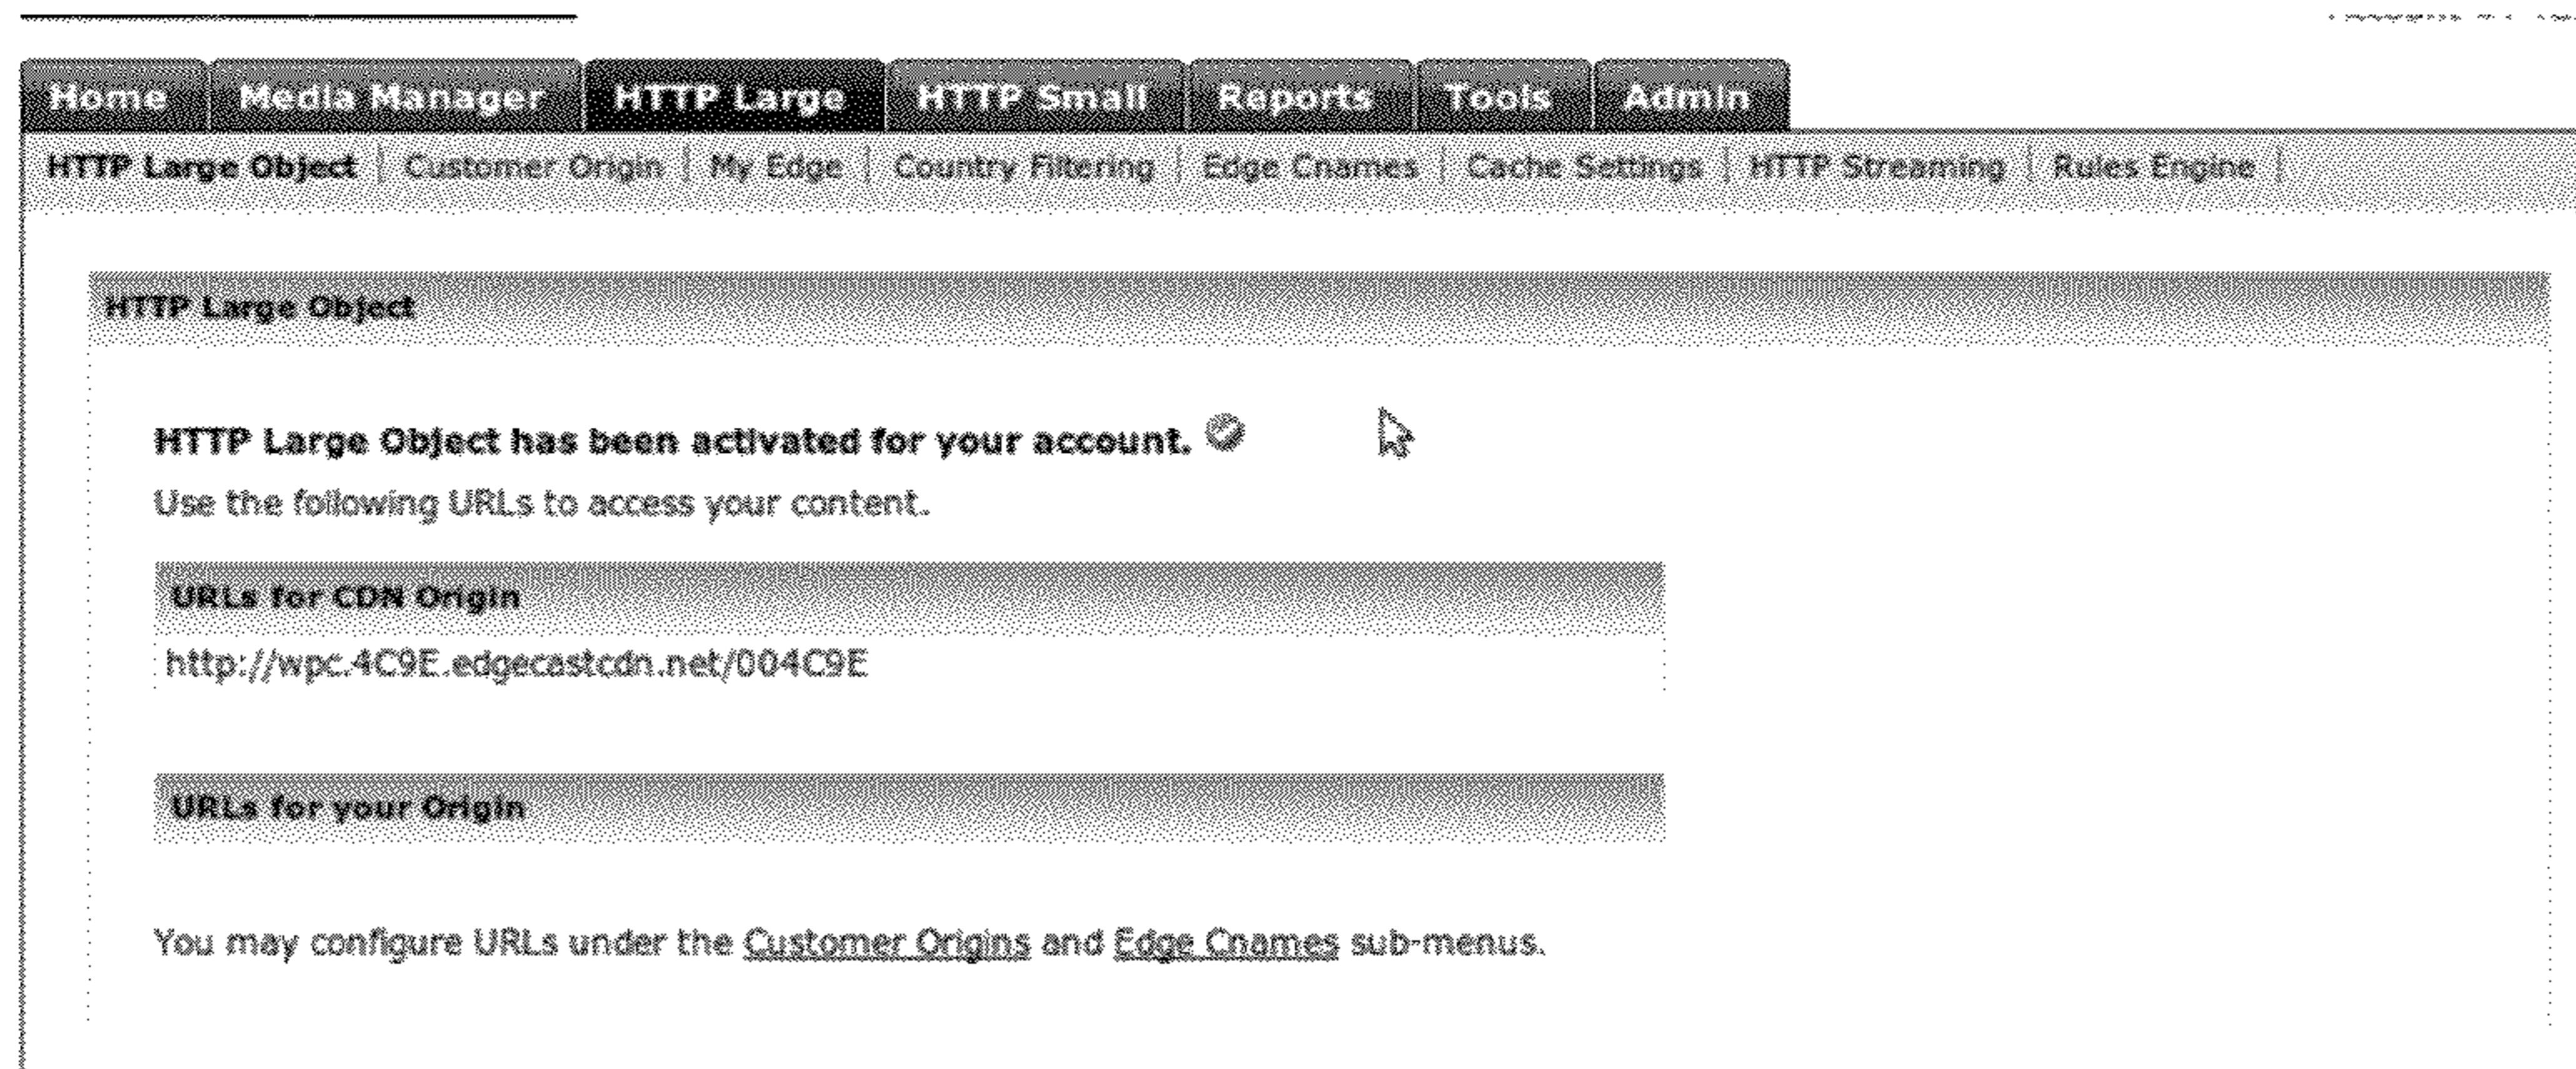 Home Media Manager HTTP Large HTTP Small Reports Tools Admin
HTTP Large Object | Customer Origin | My Edge | Country Filtering | Edge Cnames | Cache Settings | HTTP Streaming | Rules Engine |
HTTP Large Object
HTTP Large Object has been activated for your account.
Use the following URLs to access your content.
URLs for CDN Origin
http://wpc.4C9E.edgecastcdn.net/004C9E
URLs for your Origin
You may configure URLs under the Customer Origins and Edge Cnames sub-menus.